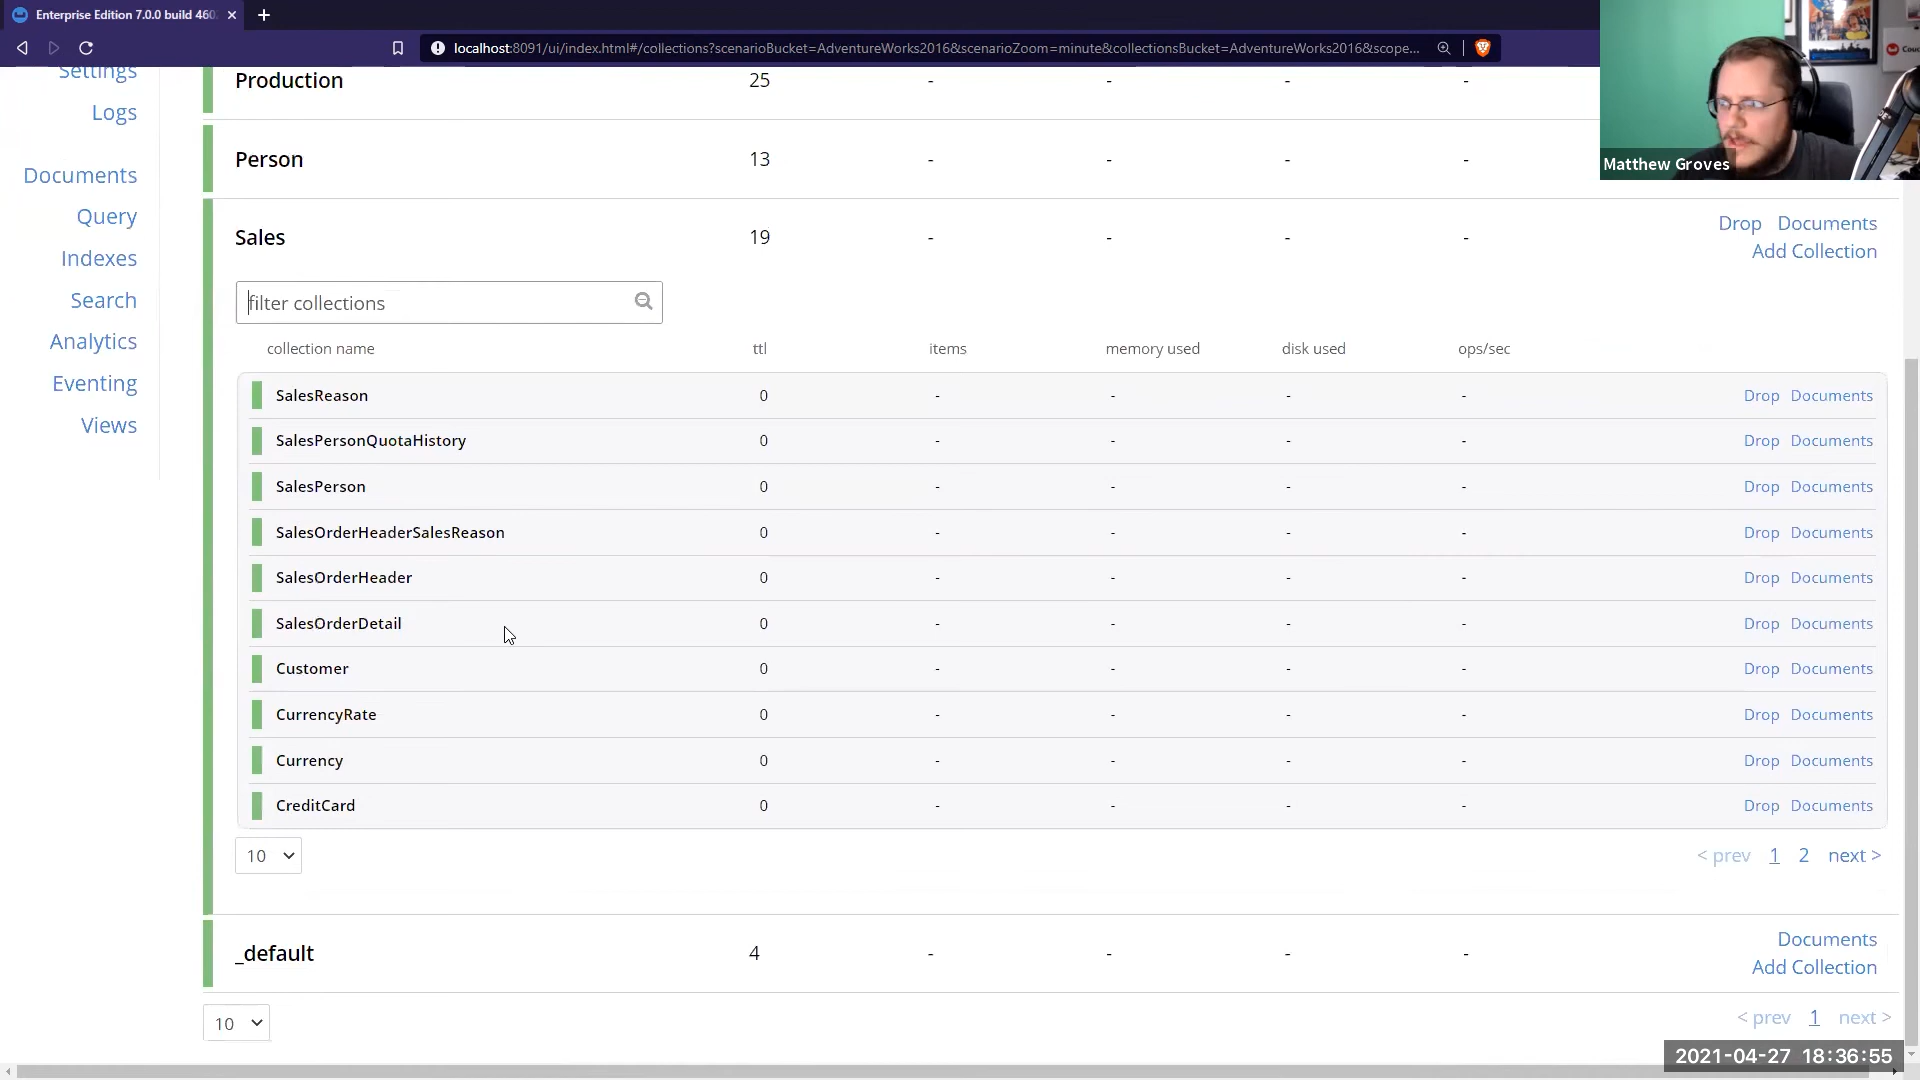 Enterprise Edition 7.0.0 build 460
localhost:8091/ui/index.html#/collections?scenarioBucket=AdventureWorks2016&scenarioZoom=minute&collectionsBucket=AdventureWorks2016&scope...
Matthew Groves
Settings
Logs
Documents
Query
Indexes
Search
Analytics
Eventing
Views
Production 25 - - - -
Person 13 - - - -
Sales 19 - - - - Drop Documents
Add Collection
filter collections
collection name ttl items memory used disk used ops/sec
SalesReason 0 - - - - Drop Documents
SalesPersonQuotaHistory 0 - - - - Drop Documents
SalesPerson 0 - - - - Drop Documents
SalesOrderHeaderSalesReason 0 - - - - Drop Documents
SalesOrderHeader 0 - - - - Drop Documents
SalesOrderDetail 0 - - - - Drop Documents
Customer 0 - - - - Drop Documents
CurrencyRate 0 - - - - Drop Documents
Currency 0 - - - - Drop Documents
CreditCard 0 - - - - Drop Documents
10 < prev 1 2 next >
_default 4 - - - - Documents
Add Collection
10 < prev 1 next >
2021-04-27 18:36:55